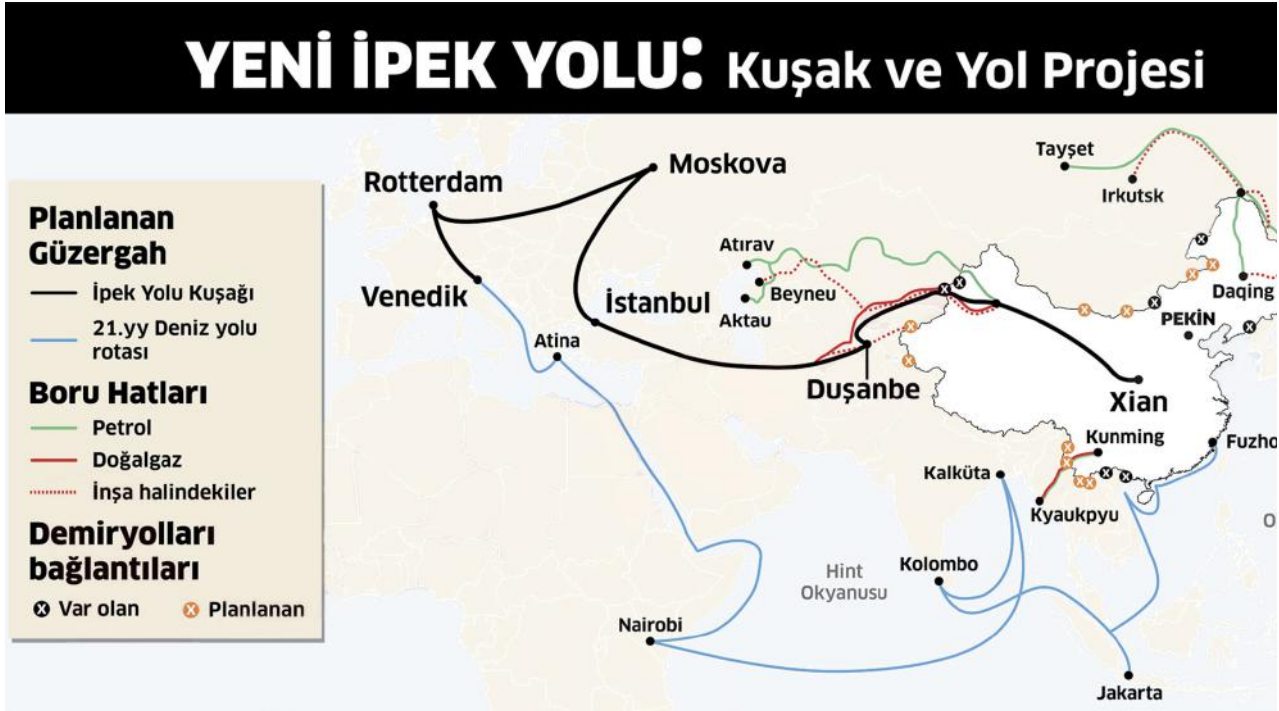 YENİ İPEK YOLU: Kuşak ve Yol Projesi
Planlanan
Güzergah
İpek Yolu Kuşağı
21.yy Deniz yolu
rotası
Boru Hatları
Petrol
Doğalgaz
İnşa halindekiler
Demiryolları
bağlantıları
Var olan
Planlanan
Rotterdam
Moskova
Venedik
İstanbul
Atina
Atırav
Beyneu
Aktau
Duşanbe
Tayşet
Irkutsk
Daqing
PEKİN
Xian
Kunming
Fuzho
Kalküta
Kyaukpyu
Kolombo
Hint
Okyanusu
Nairobi
Jakarta
O